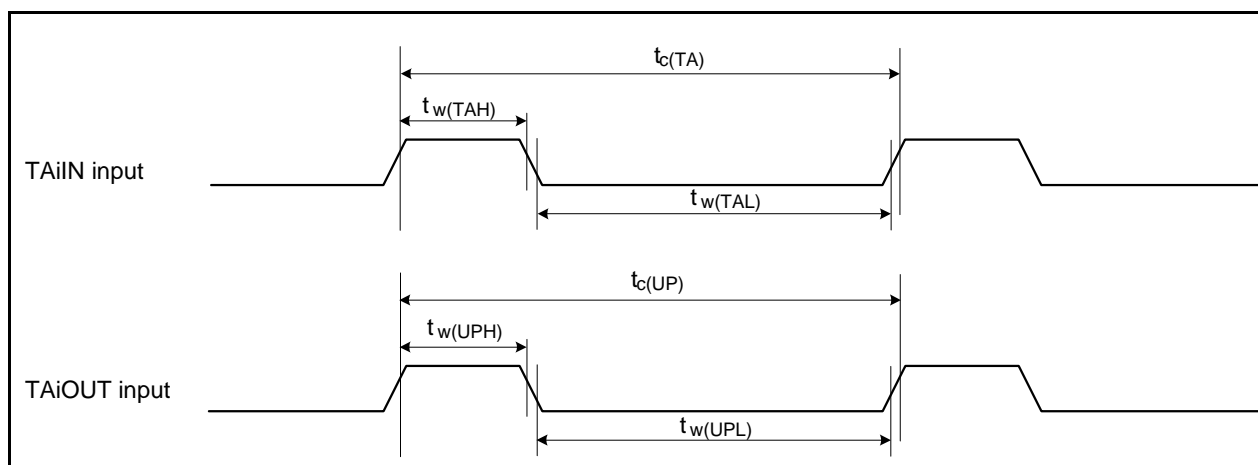 tc(TA)
tw(TAH)
TAiIN input
tw(TAL)
tc(UP)
tw(UPH)
TAiOUT input
tw(UPL)